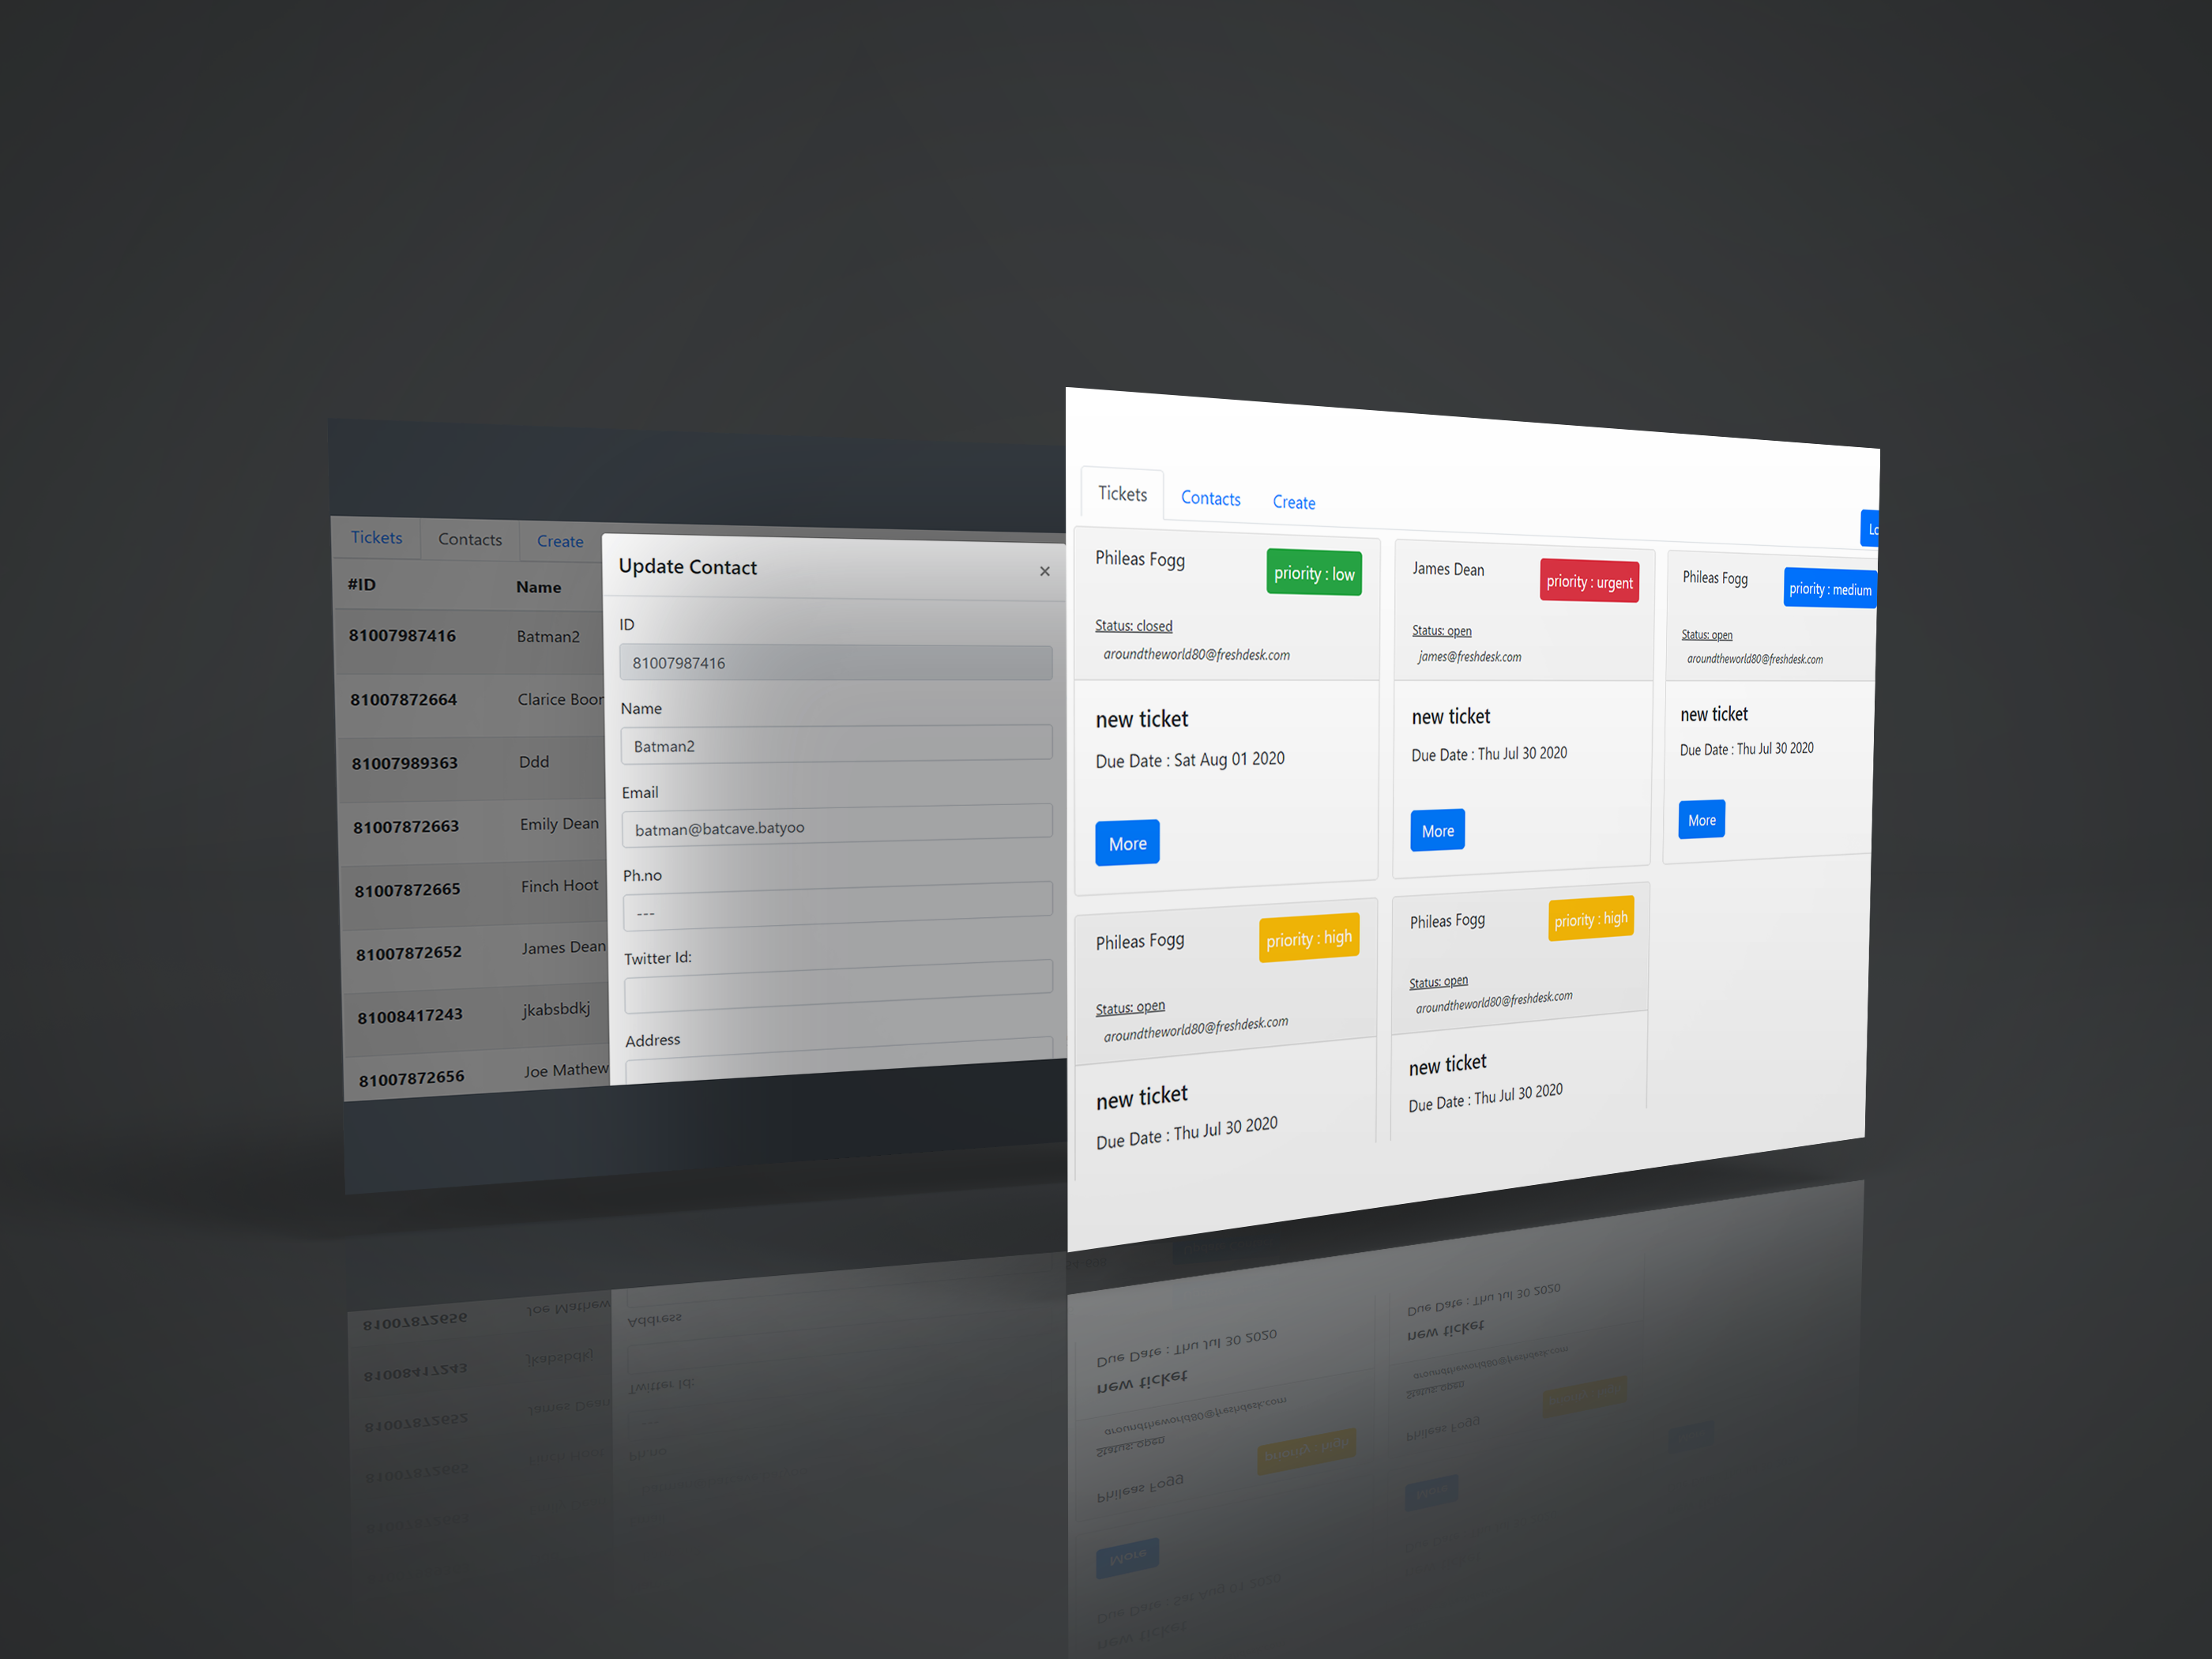 Tickets Contacts Create
#ID Name
81007987416 Batman2
81007872664 Clarice Boon
81007989363 Ddd
81007872663 Emily Dean
81007872665 Finch Hoot
81007872652 James Dean
81008417243 jkabsbdkj
81007872656 Joe Mathew
Update Contact ×
ID
81007987416
Name
Batman2
Email
batman@batcave.batyoo
Ph.no
---
Twitter Id:
Address
Tickets Contacts Create
Lo
Phileas Fogg priority : low
Status: closed
aroundtheworld80@freshdesk.com
new ticket
Due Date : Sat Aug 01 2020
More
James Dean priority : urgent
Status: open
james@freshdesk.com
new ticket
Due Date : Thu Jul 30 2020
More
Phileas Fogg priority : medium
Status: open
aroundtheworld80@freshdesk.com
new ticket
Due Date : Thu Jul 30 2020
More
Phileas Fogg priority : high
Status: open
aroundtheworld80@freshdesk.com
new ticket
Due Date : Thu Jul 30 2020
Phileas Fogg priority : high
Status: open
aroundtheworld80@freshdesk.com
new ticket
Due Date : Thu Jul 30 2020